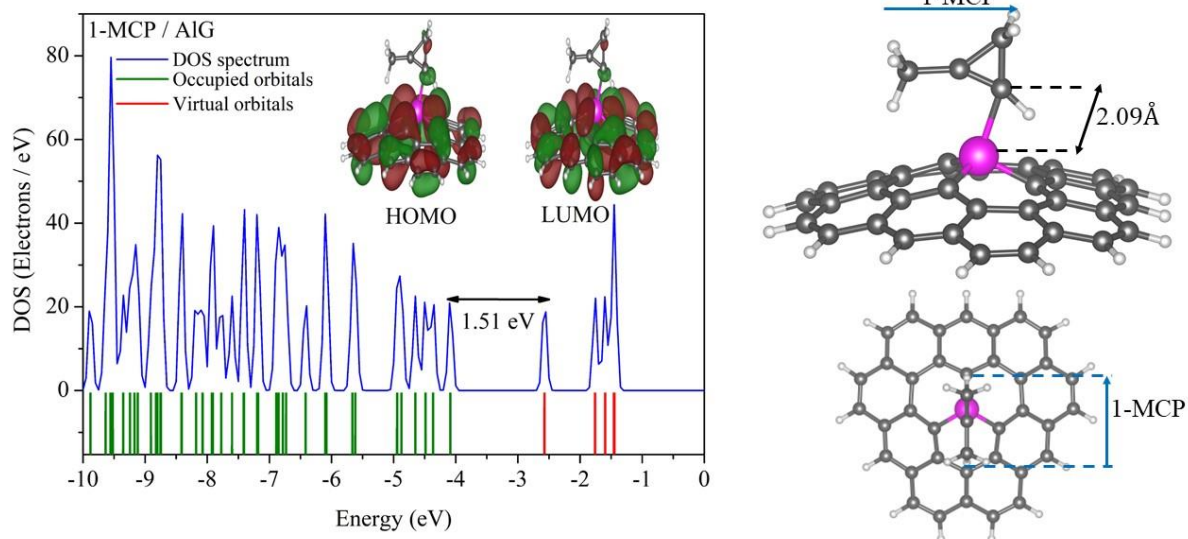 1-MCP / AlG
DOS spectrum
Occupied orbitals
Virtual orbitals
HOMO
LUMO
1.51 eV
DOS (Electrons / eV)
80
60
40
20
0
-10 -9 -8 -7 -6 -5 -4 -3 -2 -1 0
Energy (eV)
1-MCP
2.09Å
1-MCP